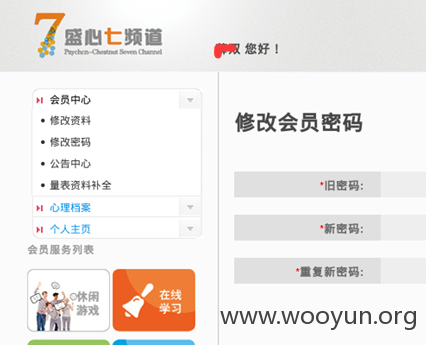 7 盛心七频道
Psychcn-Chestnut Seven Channel
双 您好！
会员中心
修改资料
修改密码
公告中心
量表资料补全
心理档案
个人主页
会员服务列表
休闲
游戏
在线
学习
修改会员密码
*旧密码:
*新密码:
*重复新密码:
www.wooyun.org